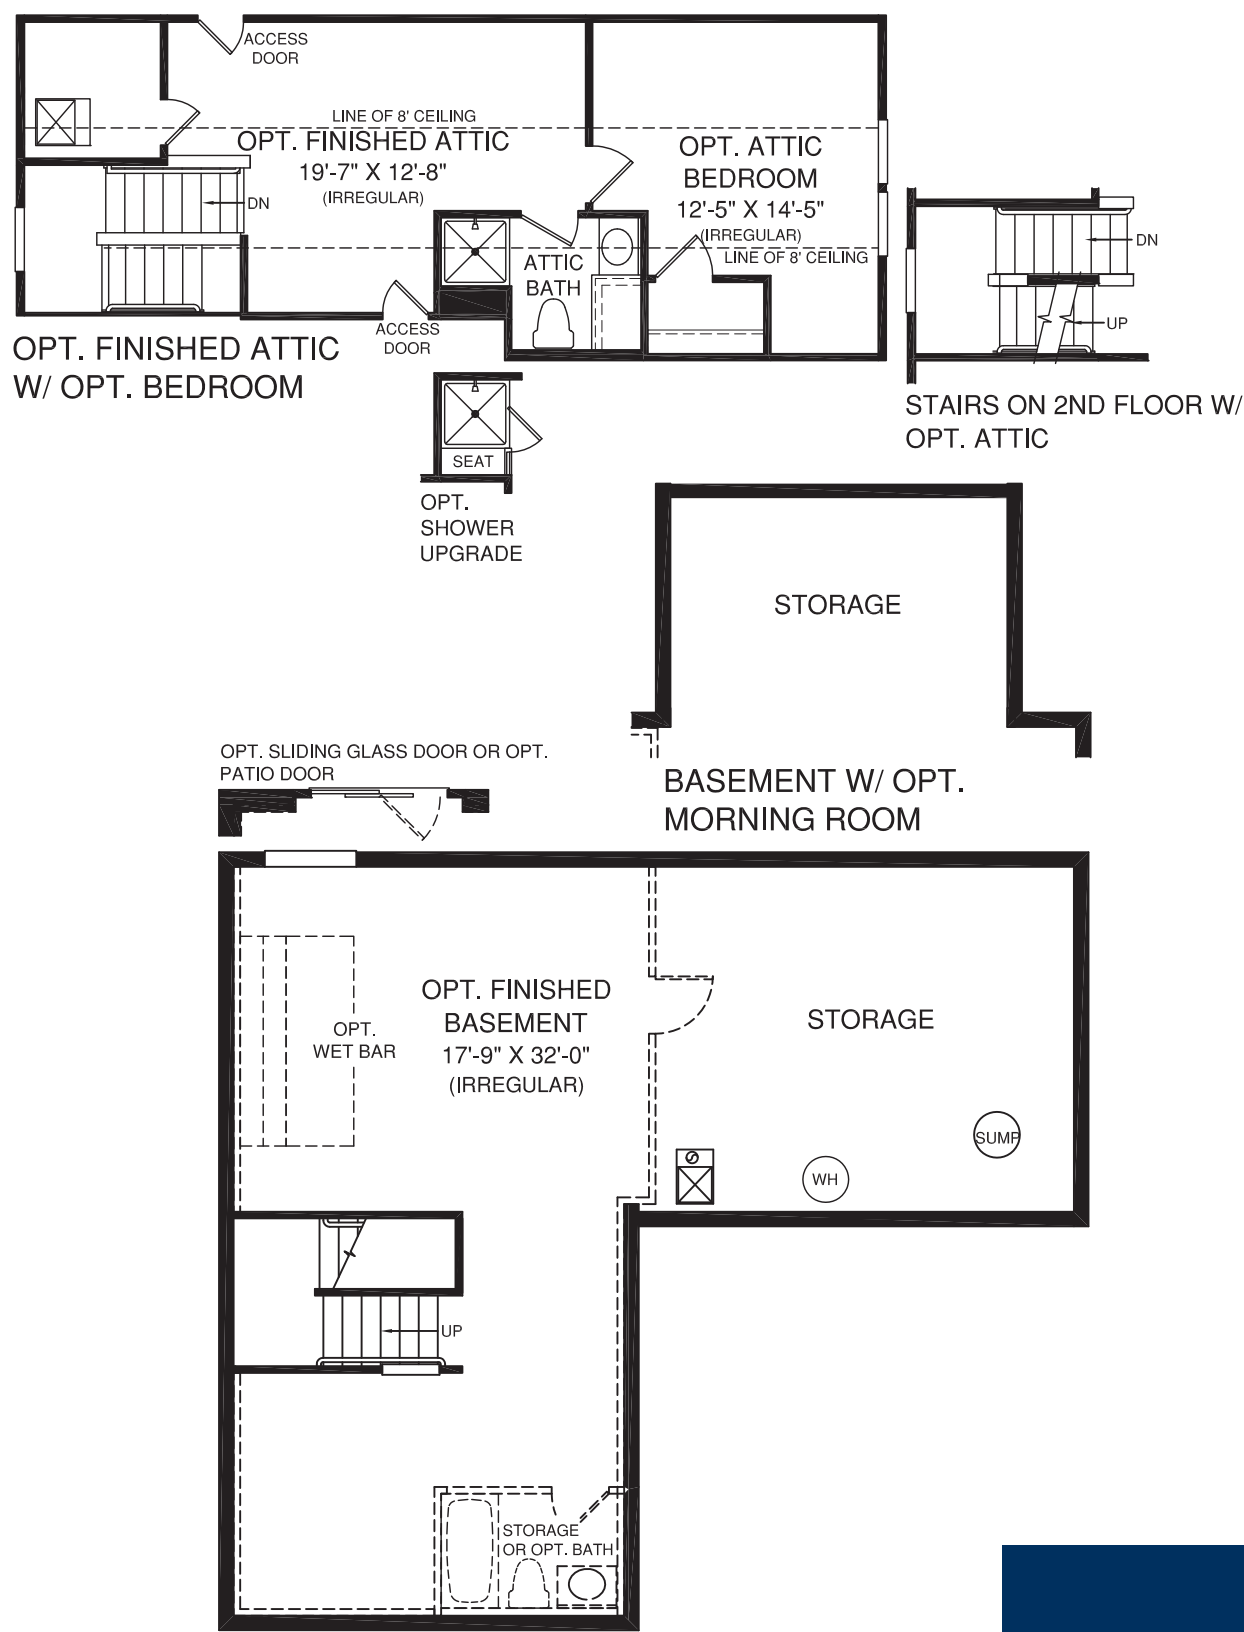 ACCESS
DOOR
LINE OF 8' CEILING
OPT. FINISHED ATTIC
19'-7" X 12'-8"
(IRREGULAR)
DN
OPT. ATTIC
BEDROOM
12'-5" X 14'-5"
(IRREGULAR)
LINE OF 8' CEILING
ATTIC
BATH
ACCESS
DOOR
OPT. FINISHED ATTIC
W/ OPT. BEDROOM
DN
UP
STAIRS ON 2ND FLOOR W/
OPT. ATTIC
SEAT
OPT.
SHOWER
UPGRADE
STORAGE
BASEMENT W/ OPT.
MORNING ROOM
OPT. SLIDING GLASS DOOR OR OPT.
PATIO DOOR
OPT. FINISHED
BASEMENT
17'-9" X 32'-0"
(IRREGULAR)
OPT.
WET BAR
STORAGE
SUMP
WH
UP
STORAGE
OR OPT. BATH